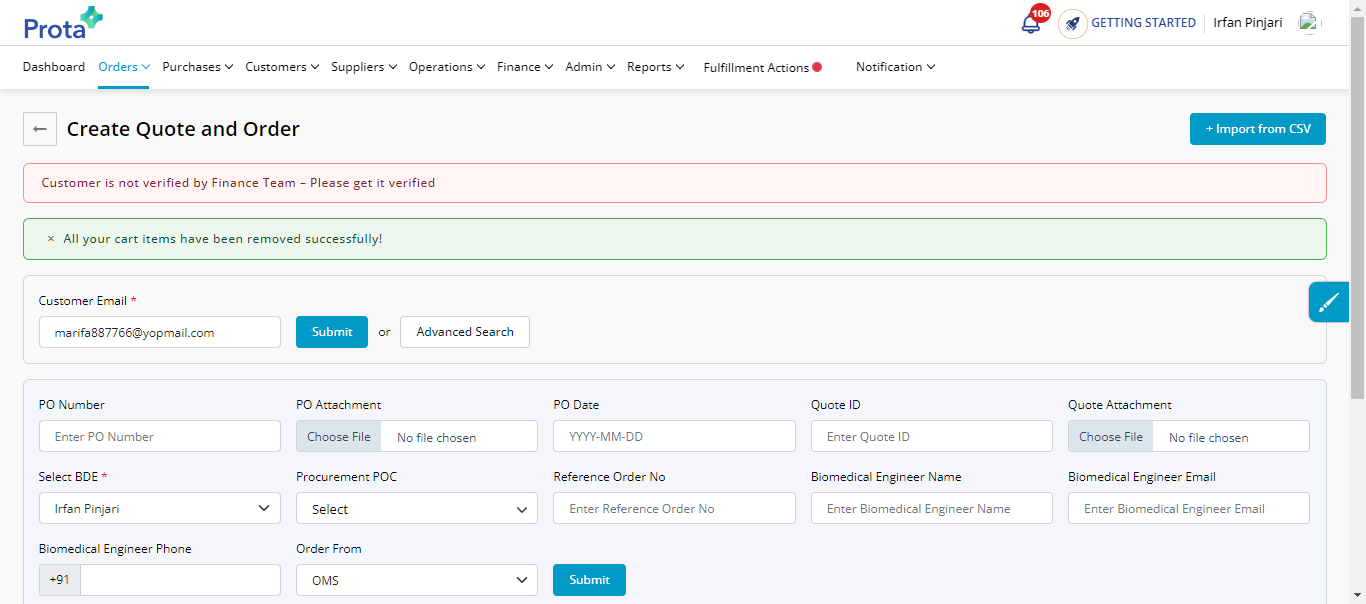 Prota
106
GETTING STARTED
Irfan Pinjari
Dashboard Orders Purchases Customers Suppliers Operations Finance Admin Reports Fulfillment Actions Notification
Create Quote and Order
+ Import from CSV
Customer is not verified by Finance Team – Please get it verified
× All your cart items have been removed successfully!
Customer Email *
marifa887766@yopmail.com Submit or Advanced Search
PO Number PO Attachment PO Date Quote ID Quote Attachment
Enter PO Number Choose File No file chosen YYYY-MM-DD Enter Quote ID Choose File No file chosen
Select BDE * Procurement POC Reference Order No Biomedical Engineer Name Biomedical Engineer Email
Irfan Pinjari Select Enter Reference Order No Enter Biomedical Engineer Name Enter Biomedical Engineer Email
Biomedical Engineer Phone Order From
+91 OMS Submit